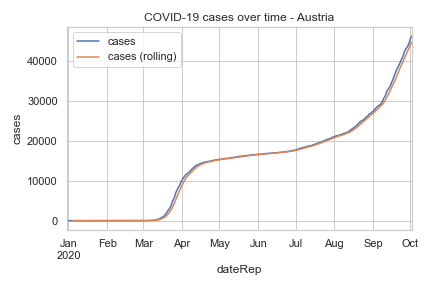 COVID-19 cases over time - Austria
cases
cases (rolling)
40000
30000
20000
10000
0
cases
Jan Feb Mar Apr May Jun Jul Aug Sep Oct
2020
dateRep